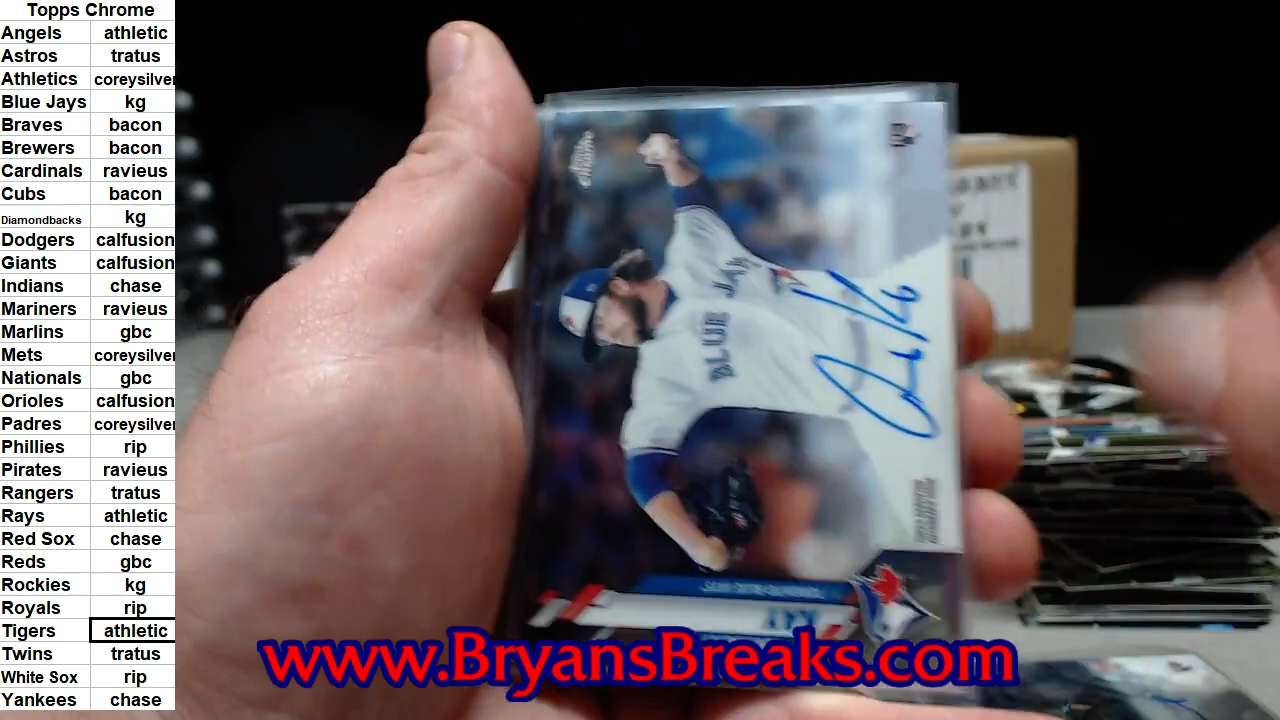 Topps Chrome
Angels athletic
Astros tratus
Athletics coreysilver
Blue Jays kg
Braves bacon
Brewers bacon
Cardinals ravieus
Cubs bacon
Diamondbacks kg
Dodgers calfusion
Giants calfusion
Indians chase
Mariners ravieus
Marlins gbc
Mets coreysilver
Nationals gbc
Orioles calfusion
Padres coreysilver
Phillies rip
Pirates ravieus
Rangers tratus
Rays athletic
Red Sox chase
Reds gbc
Rockies kg
Royals rip
Tigers athletic
Twins tratus
White Sox rip
Yankees chase
BLUE JAY
KAY
www.BryansBreaks.com